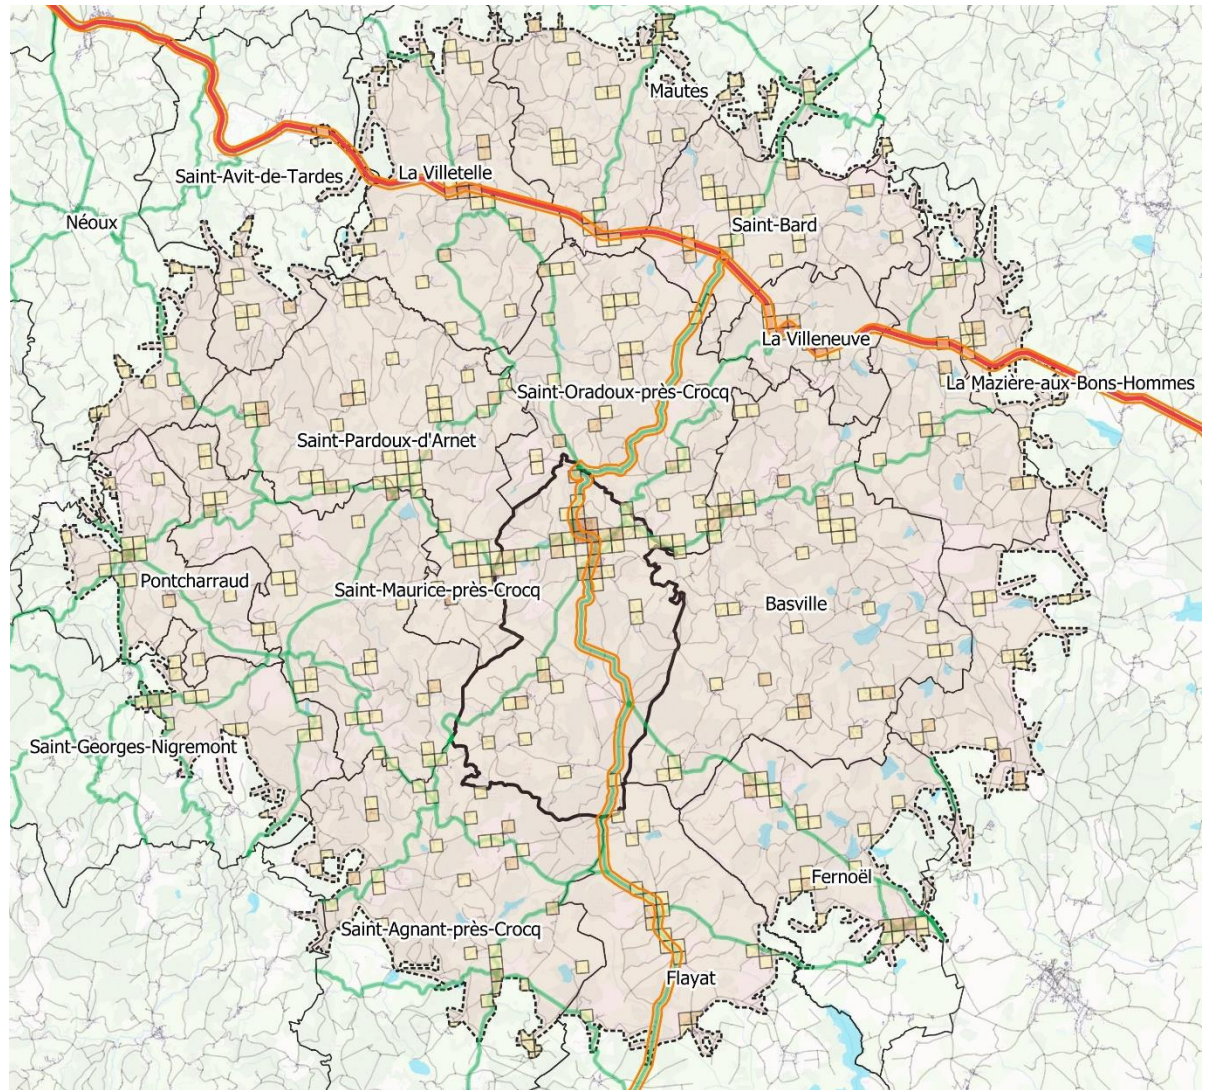 Mautes
La Villetelle
Saint-Avit-de-Tardes
Néoux
Saint-Bard
La Villeneuve
La Mazière-aux-Bons-Hommes
Saint-Oradoux-près-Crocq
Saint-Pardoux-d'Arnet
Pontcharraud
Saint-Maurice-près-Crocq
Basville
Saint-Georges-Nigremont
Fernoël
Saint-Agnant-près-Crocq
Flayat